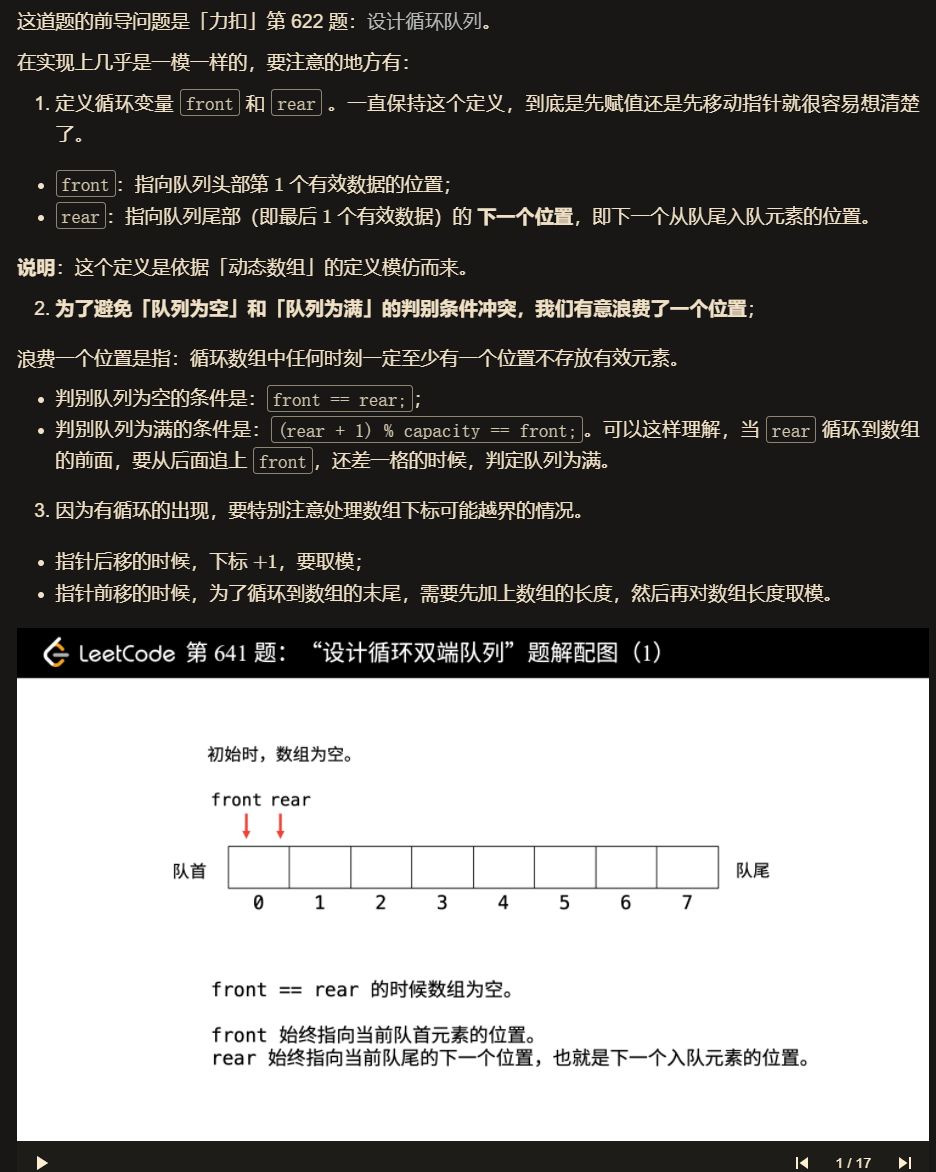 这道题的前导问题是「力扣」第 622 题：设计循环队列。
在实现上几乎是一模一样的，要注意的地方有：
1. 定义循环变量 front 和 rear 。一直保持这个定义，到底是先赋值还是先移动指针就很容易想清楚
了。
• front：指向队列头部第 1 个有效数据的位置；
• rear：指向队列尾部（即最后 1 个有效数据）的 下一个位置，即下一个从队尾入队元素的位置。
说明：这个定义是依据「动态数组」的定义模仿而来。
2. 为了避免「队列为空」和「队列为满」的判别条件冲突，我们有意浪费了一个位置；
浪费一个位置是指：循环数组中任何时刻一定至少有一个位置不存放有效元素。
• 判别队列为空的条件是：front == rear;；
• 判别队列为满的条件是：(rear + 1) % capacity == front;。可以这样理解，当 rear 循环到数组
的前面，要从后面追上 front，还差一格的时候，判定队列为满。
3. 因为有循环的出现，要特别注意处理数组下标可能越界的情况。
• 指针后移的时候，下标 +1，要取模；
• 指针前移的时候，为了循环到数组的末尾，需要先加上数组的长度，然后再对数组长度取模。
LeetCode 第 641 题：“设计循环双端队列”题解配图（1）
初始时，数组为空。
front rear
队首 队尾
0 1 2 3 4 5 6 7
front == rear 的时候数组为空。
front 始终指向当前队首元素的位置。
rear 始终指向当前队尾的下一个位置，也就是下一个入队元素的位置。
1 / 17